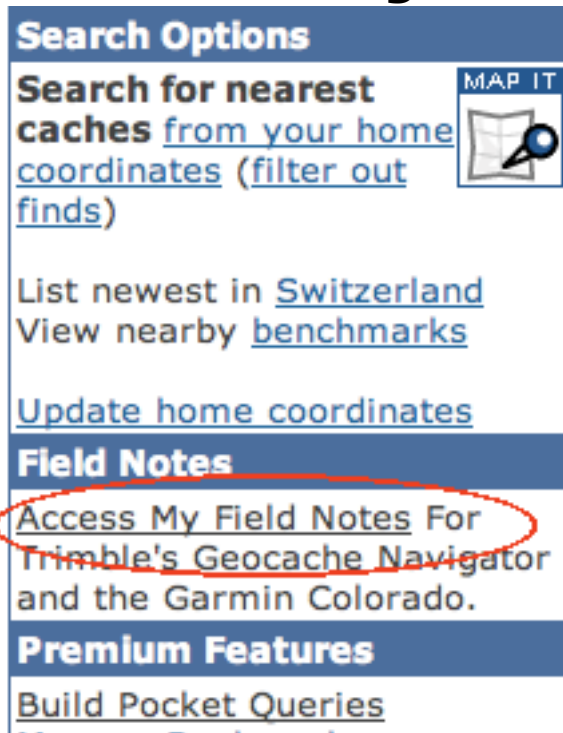 Search Options
Search for nearest
MAP IT
caches from your home
coordinates (filter out
finds)
List newest in Switzerland
View nearby benchmarks
Update home coordinates
Field Notes
Access My Field Notes For
Trimble's Geocache Navigator
and the Garmin Colorado.
Premium Features
Build Pocket Queries